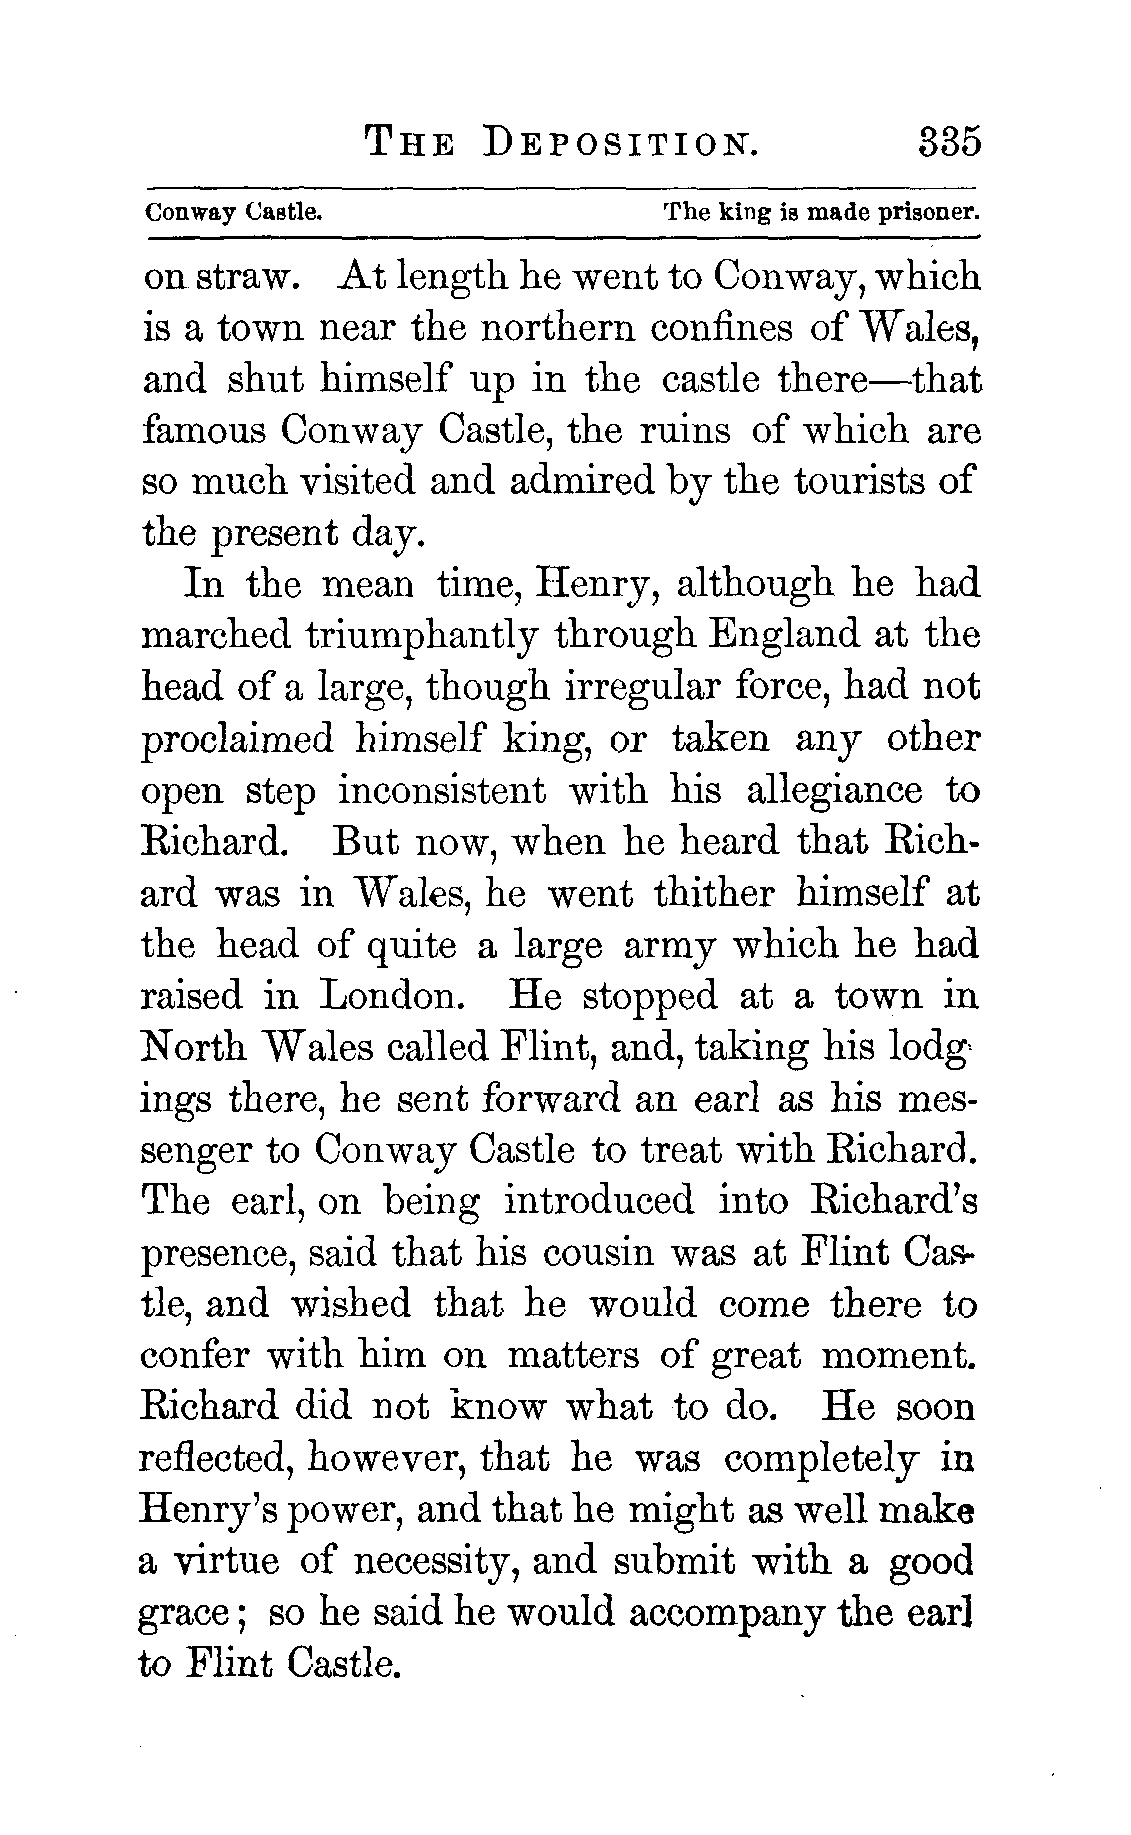 THE DEPOSITION. 335
Conway Castle. The king is made prisoner.
on straw. At length he went to Conway, which
is a town near the northern confines of Wales,
and shut himself up in the castle there—that
famous Conway Castle, the ruins of which are
so much visited and admired by the tourists of
the present day.
In the mean time, Henry, although he had
marched triumphantly through England at the
head of a large, though irregular force, had not
proclaimed himself king, or taken any other
open step inconsistent with his allegiance to
Richard. But now, when he heard that Rich-
ard was in Wales, he went thither himself at
the head of quite a large army which he had
raised in London. He stopped at a town in
North Wales called Flint, and, taking his lodg-
ings there, he sent forward an earl as his mes-
senger to Conway Castle to treat with Richard.
The earl, on being introduced into Richard's
presence, said that his cousin was at Flint Cas-
tle, and wished that he would come there to
confer with him on matters of great moment.
Richard did not know what to do. He soon
reflected, however, that he was completely in
Henry's power, and that he might as well make
a virtue of necessity, and submit with a good
grace; so he said he would accompany the earl
to Flint Castle.